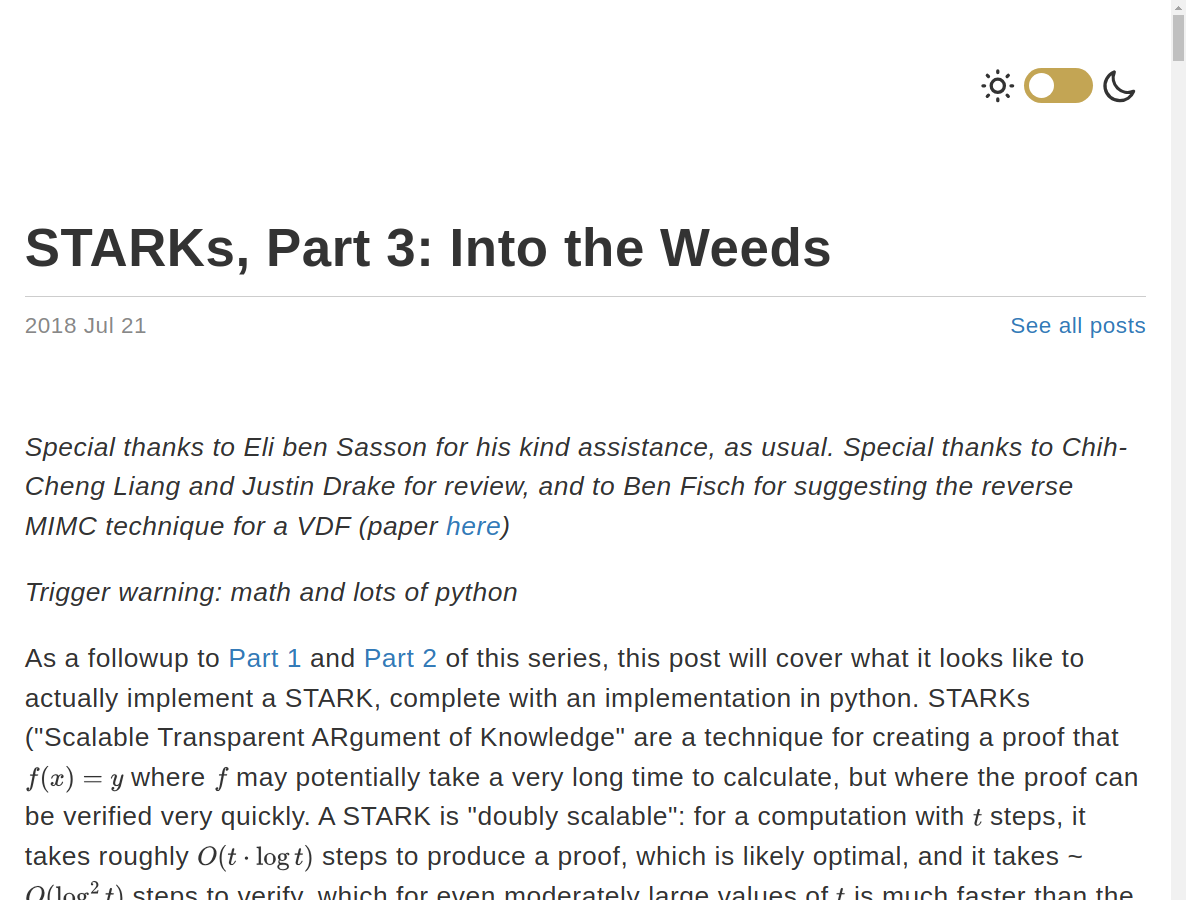 STARKs, Part 3: Into the Weeds
2018 Jul 21 See all posts
Special thanks to Eli ben Sasson for his kind assistance, as usual. Special thanks to Chih-
Cheng Liang and Justin Drake for review, and to Ben Fisch for suggesting the reverse
MIMC technique for a VDF (paper here)
Trigger warning: math and lots of python
As a followup to Part 1 and Part 2 of this series, this post will cover what it looks like to
actually implement a STARK, complete with an implementation in python. STARKs
("Scalable Transparent ARgument of Knowledge" are a technique for creating a proof that
f(x) = y where f may potentially take a very long time to calculate, but where the proof can
be verified very quickly. A STARK is "doubly scalable": for a computation with t steps, it
takes roughly O(t · log t) steps to produce a proof, which is likely optimal, and it takes ~
O(log² t) steps to verify, which for even moderately large values of t is much faster than the